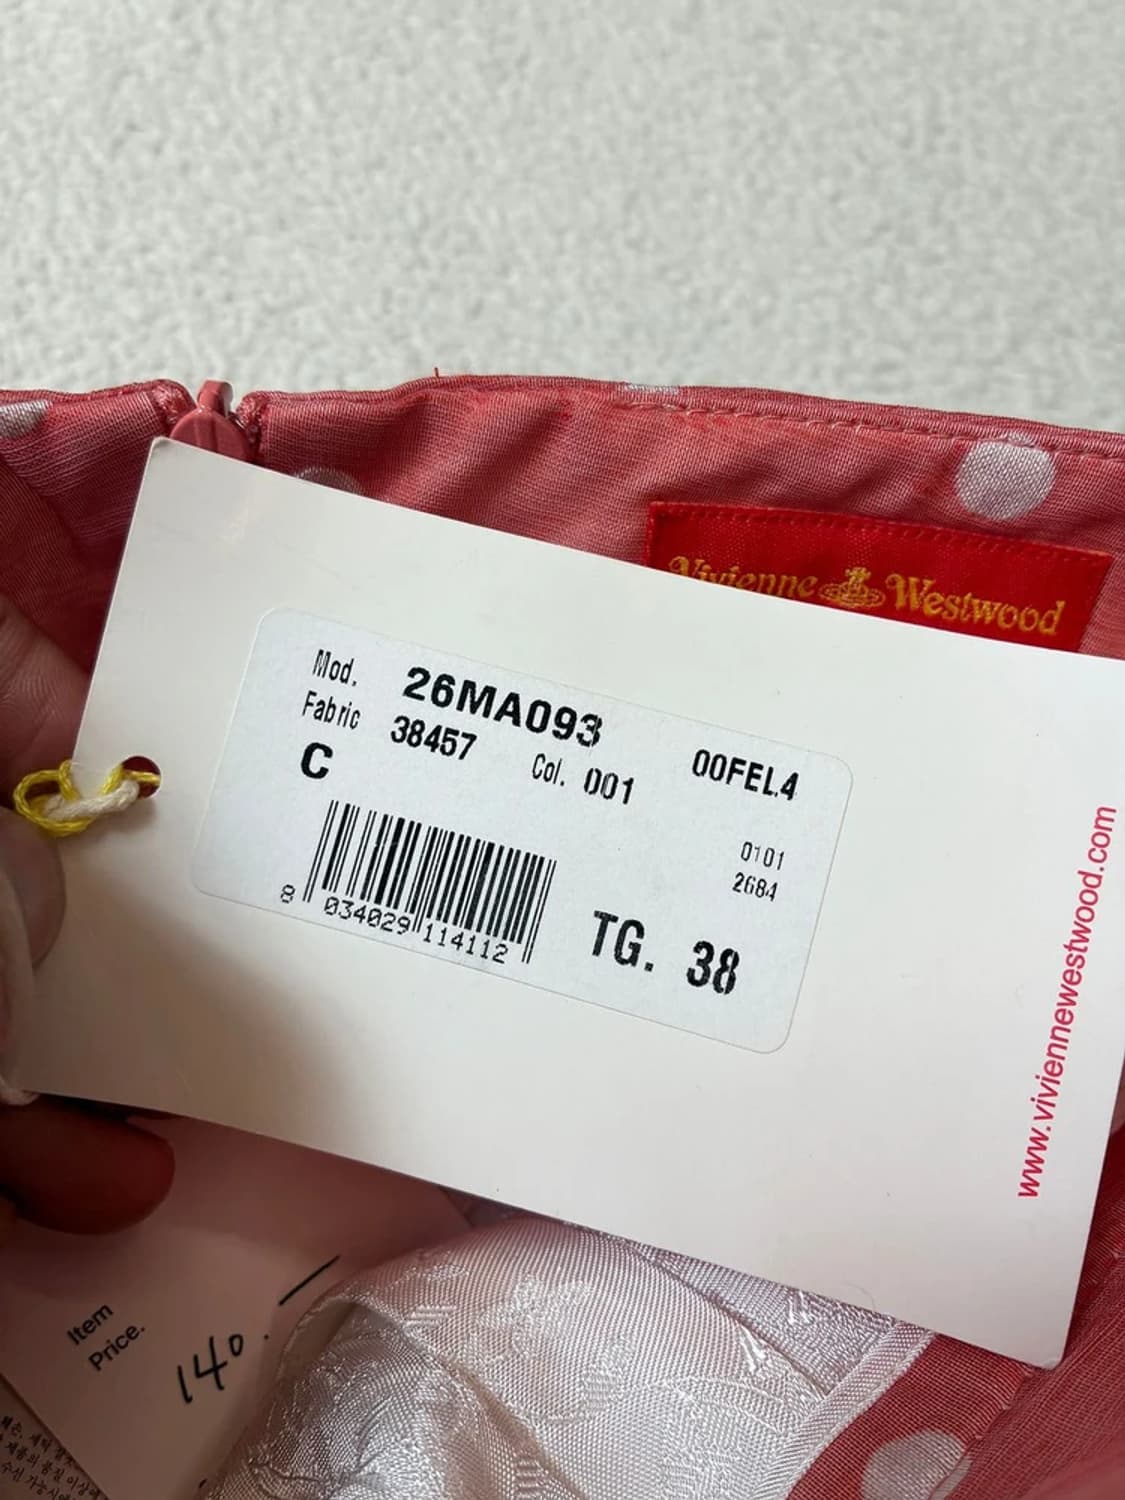 Vivienne Westwood
Mod. 26MA093
Fabric 38457 Col. 001 00FEL4
C
0101
2684
8 034029 114112
TG. 38
www.viviennewestwood.com
Item
Price.
140.